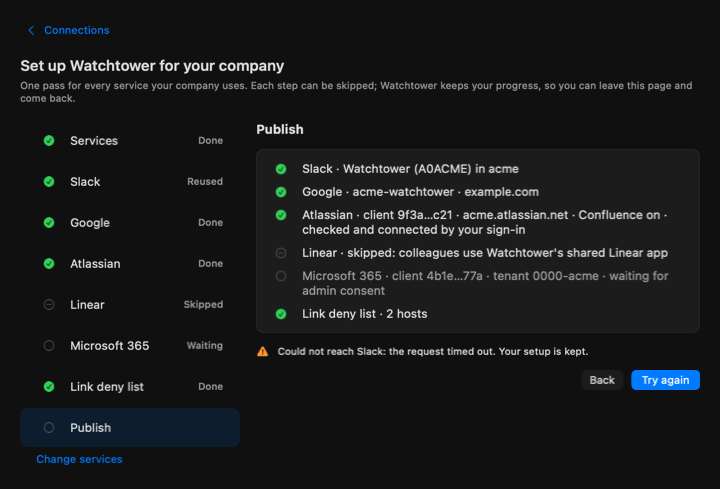 Connections
Set up Watchtower for your company
One pass for every service your company uses. Each step can be skipped; Watchtower keeps your progress, so you can leave this page and
come back.
Services Done
Slack Reused
Google Done
Atlassian Done
Linear Skipped
Microsoft 365 Waiting
Link deny list Done
Publish
Change services
Publish
Slack · Watchtower (A0ACME) in acme
Google · acme-watchtower · example.com
Atlassian · client 9f3a...c21 · acme.atlassian.net · Confluence on ·
checked and connected by your sign-in
Linear · skipped: colleagues use Watchtower's shared Linear app
Microsoft 365 · client 4b1e...77a · tenant 0000-acme · waiting for
admin consent
Link deny list · 2 hosts
Could not reach Slack: the request timed out. Your setup is kept.
Back
Try again